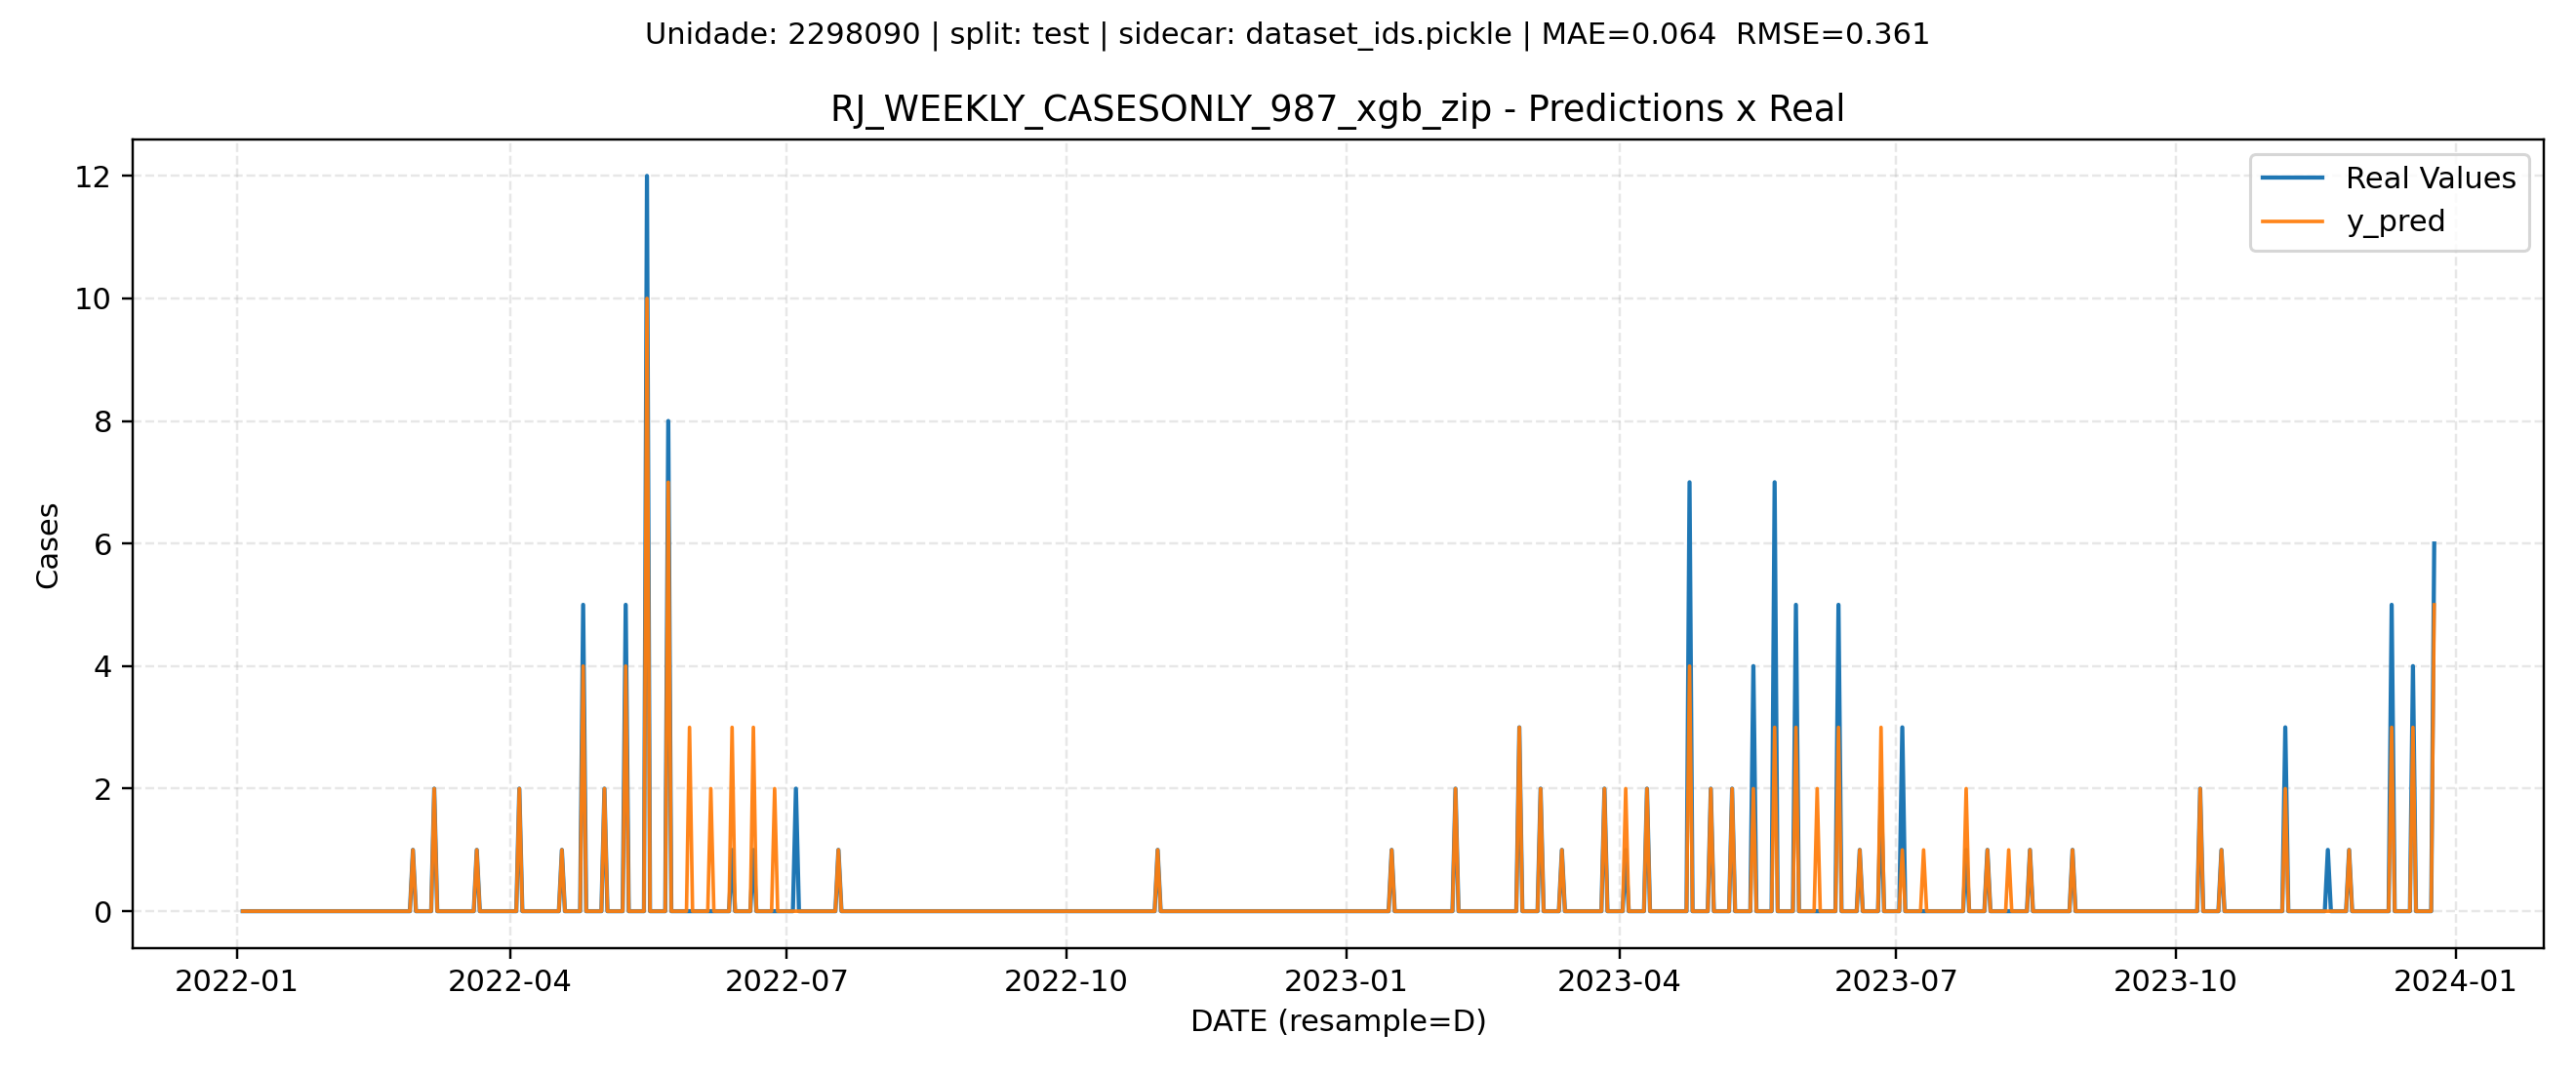 Unidade: 2298090 | split: test | sidecar: dataset_ids.pickle | MAE=0.064  RMSE=0.361
RJ_WEEKLY_CASESONLY_987_xgb_zip - Predictions x Real
Real Values
y_pred
12
10
8
6
4
2
0
Cases
2022-01
2022-04
2022-07
2022-10
2023-01
2023-04
2023-07
2023-10
2024-01
DATE (resample=D)